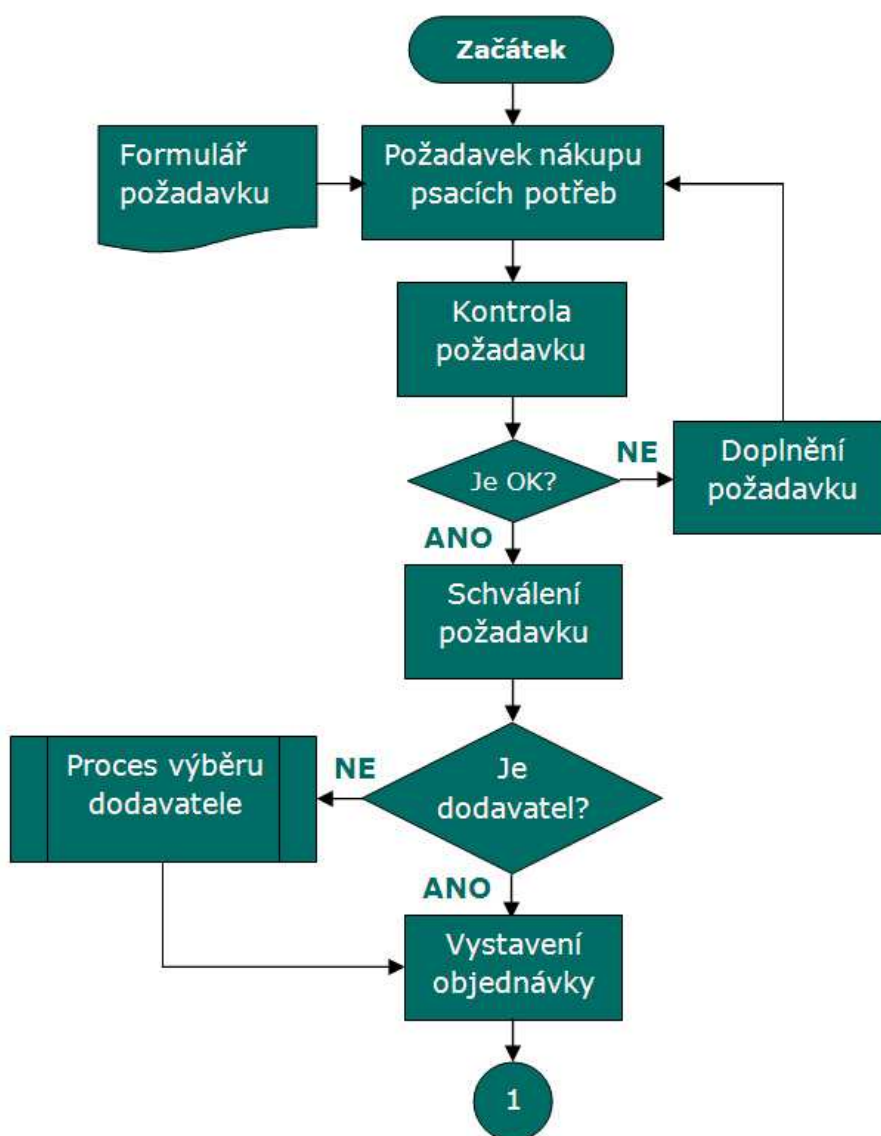 Začátek
Formulář
požadavku
Požadavek nákupu
psacích potřeb
Kontrola
požadavku
Je OK?
NE
Doplnění
požadavku
ANO
Schválení
požadavku
Proces výběru
dodavatele
NE
Je
dodavatel?
ANO
Vystavení
objednávky
1